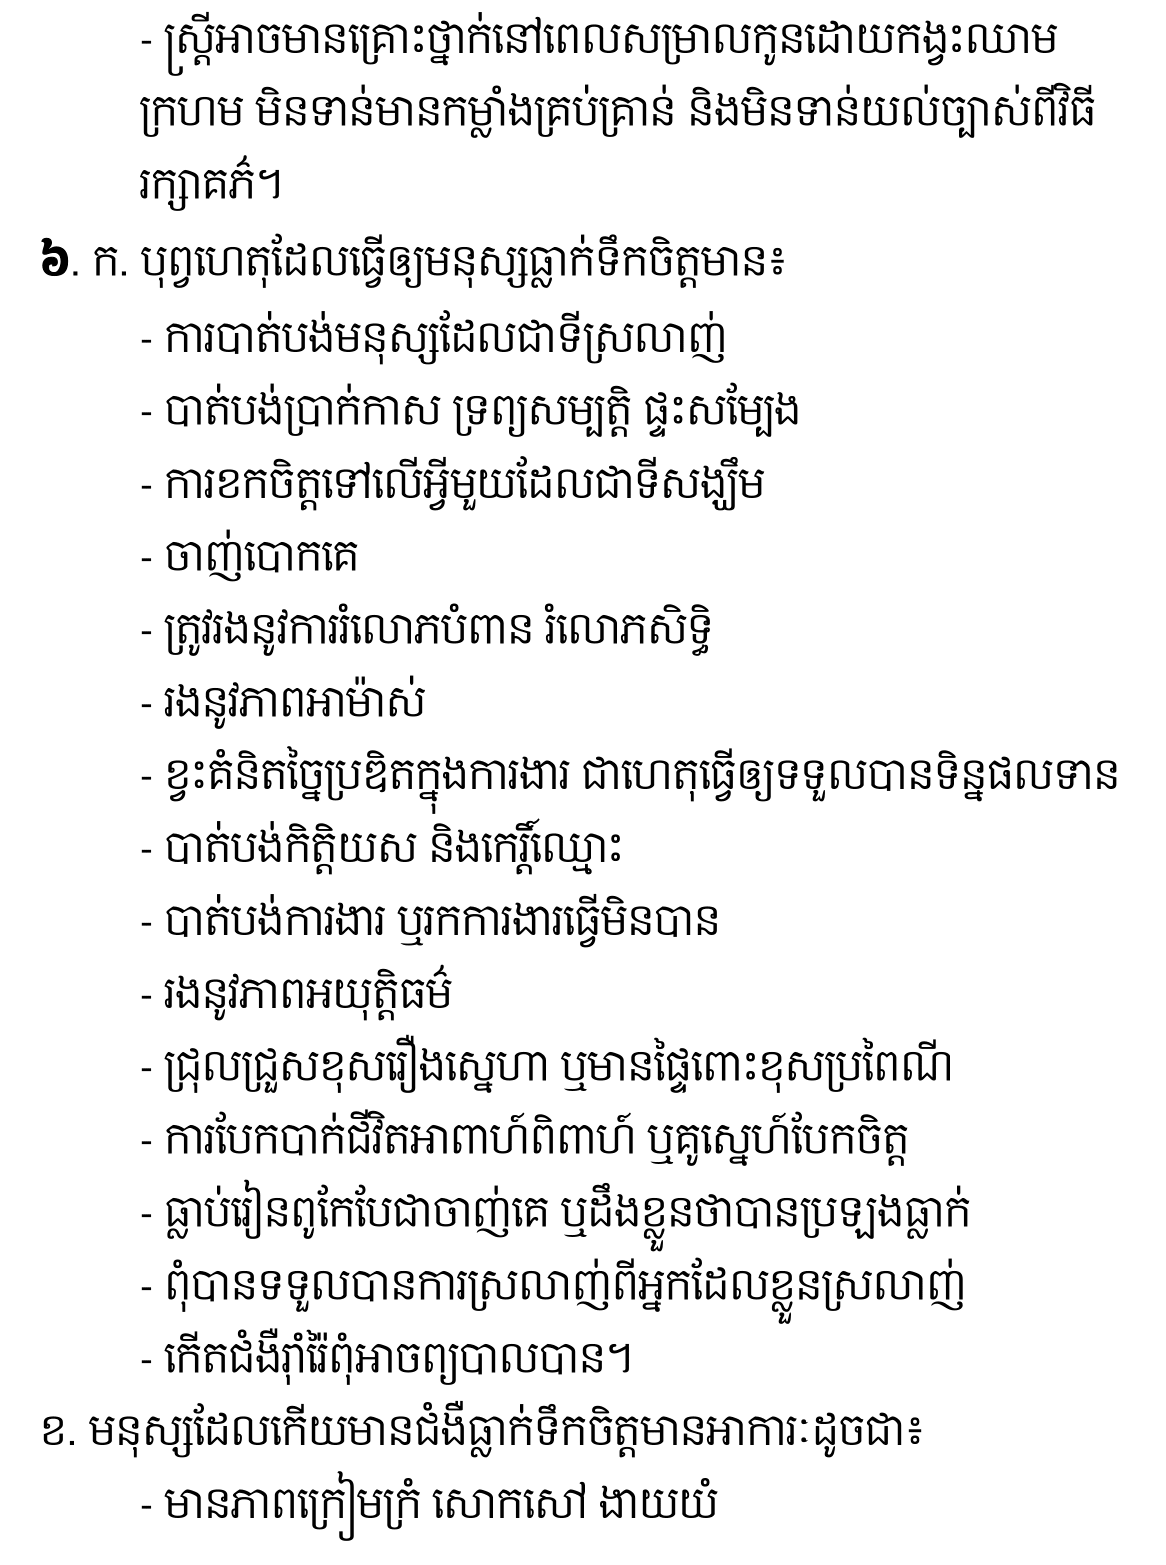 - ស្ត្រីអាចមានគ្រោះថ្នាក់នៅពេលសម្រាលកូនដោយកង្វះឈាម
ក្រហម មិនទាន់មានកម្លាំងគ្រប់គ្រាន់ និងមិនទាន់យល់ច្បាស់ពីវិធី
រក្សាគភ៌។
៦. ក. បុព្វហេតុដែលធ្វើឲ្យមនុស្សធ្លាក់ទឹកចិត្តមាន៖
- ការបាត់បង់មនុស្សដែលជាទីស្រលាញ់
- បាត់បង់ប្រាក់កាស ទ្រព្យសម្បត្តិ ផ្ទះសម្បែង
- ការខកចិត្តទៅលើអ្វីមួយដែលជាទីសង្ឃឹម
- ចាញ់បោកគេ
- ត្រូវរងនូវការរំលោភបំពាន រំលោភសិទ្ធិ
- រងនូវភាពអាម៉ាស់
- ខ្វះគំនិតច្នៃប្រឌិតក្នុងការងារ ជាហេតុធ្វើឲ្យទទួលបានទិន្នផលទាន
- បាត់បង់កិត្តិយស និងកេរ្តិ៍ឈ្មោះ
- បាត់បង់ការងារ ឬរកការងារធ្វើមិនបាន
- រងនូវភាពអយុត្តិធម៌
- ជ្រុលជ្រួសខុសរឿងស្នេហា ឬមានផ្ទៃពោះខុសប្រពៃណី
- ការបែកបាក់ជីវិតអាពាហ៍ពិពាហ៍ ឬគូស្នេហ៍បែកចិត្ត
- ធ្លាប់រៀនពូកែបែជាចាញ់គេ ឬដឹងខ្លួនថាបានប្រឡងធ្លាក់
- ពុំបានទទួលបានការស្រលាញ់ពីអ្នកដែលខ្លួនស្រលាញ់
- កើតជំងឺរ៉ាំរ៉ៃពុំអាចព្យបាលបាន។
ខ. មនុស្សដែលកើយមានជំងឺធ្លាក់ទឹកចិត្តមានអាការៈដូចជា៖
- មានភាពក្រៀមក្រំ សោកសៅ ងាយយំ